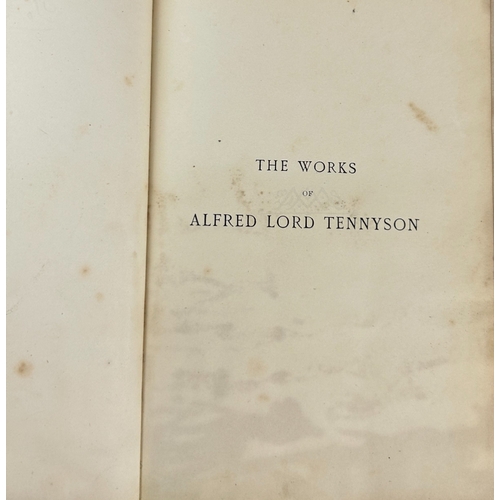 THE WORKS
OF
ALFRED LORD TENNYSON